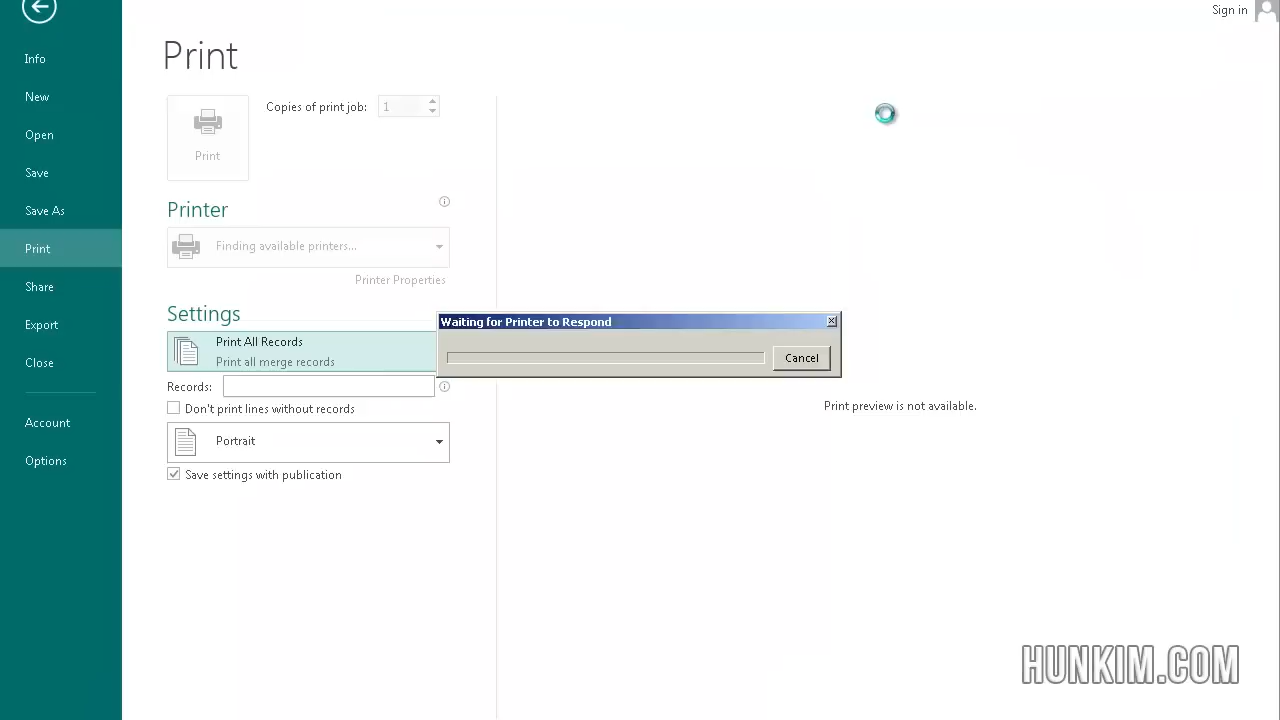 Sign in
Info
New
Open
Save
Save As
Print
Share
Export
Close
Account
Options
Print
Print
Copies of print job: 1
Printer
Finding available printers...
Printer Properties
Settings
Print All Records
Print all merge records
Records:
Don't print lines without records
Portrait
Save settings with publication
Waiting for Printer to Respond
Cancel
Print preview is not available.
HUNKIM.COM